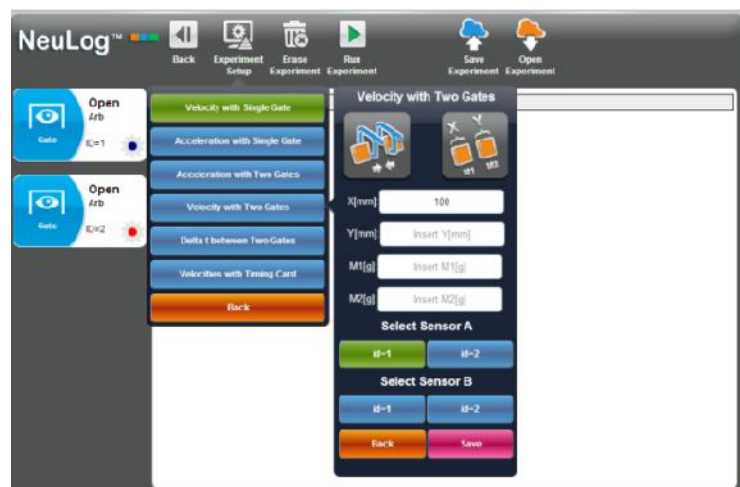 NeuLog™
Back
Experiment Setup
Erase Experiment
Run Experiment
Save Experiment
Open Experiment
Open
Arb
Gate
ID=1
Open
Arb
Gate
ID=2
Velocity with Single Gate
Acceleration with Single Gate
Acceleration with Two Gates
Velocity with Two Gates
Delta t between Two Gates
Velocities with Timing Card
Back
Velocity with Two Gates
X Y
M1 M2
X[mm] 100
Y[mm] Insert Y[mm]
M1[g] Insert M1[g]
M2[g] Insert M2[g]
Select Sensor A
id=1 id=2
Select Sensor B
id=1 id=2
Back Save